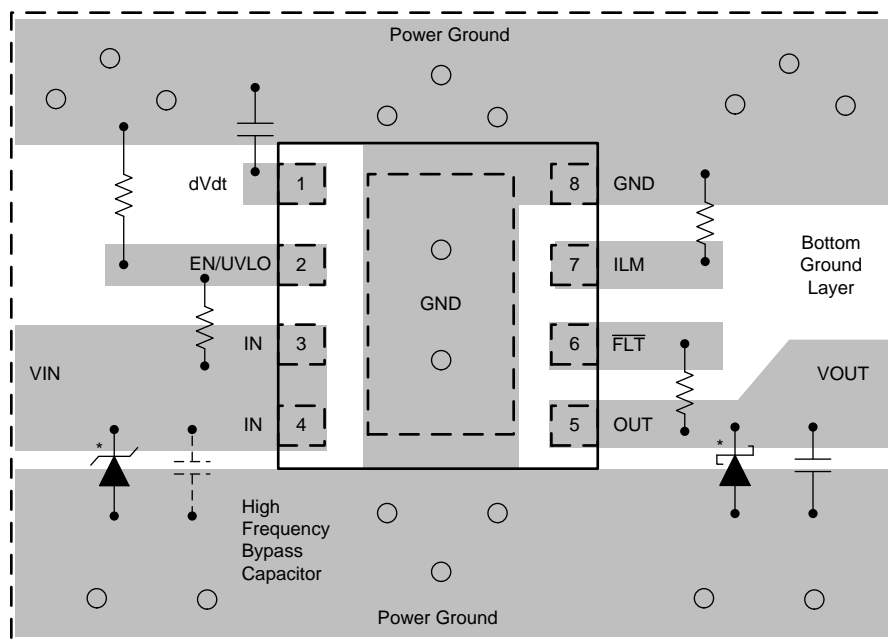 Power Ground
dVdt
1
8
GND
EN/UVLO
2
7
ILM
Bottom
Ground
Layer
GND
IN
3
6
FLT
VIN
VOUT
IN
4
5
OUT
*
*
High
Frequency
Bypass
Capacitor
Power Ground